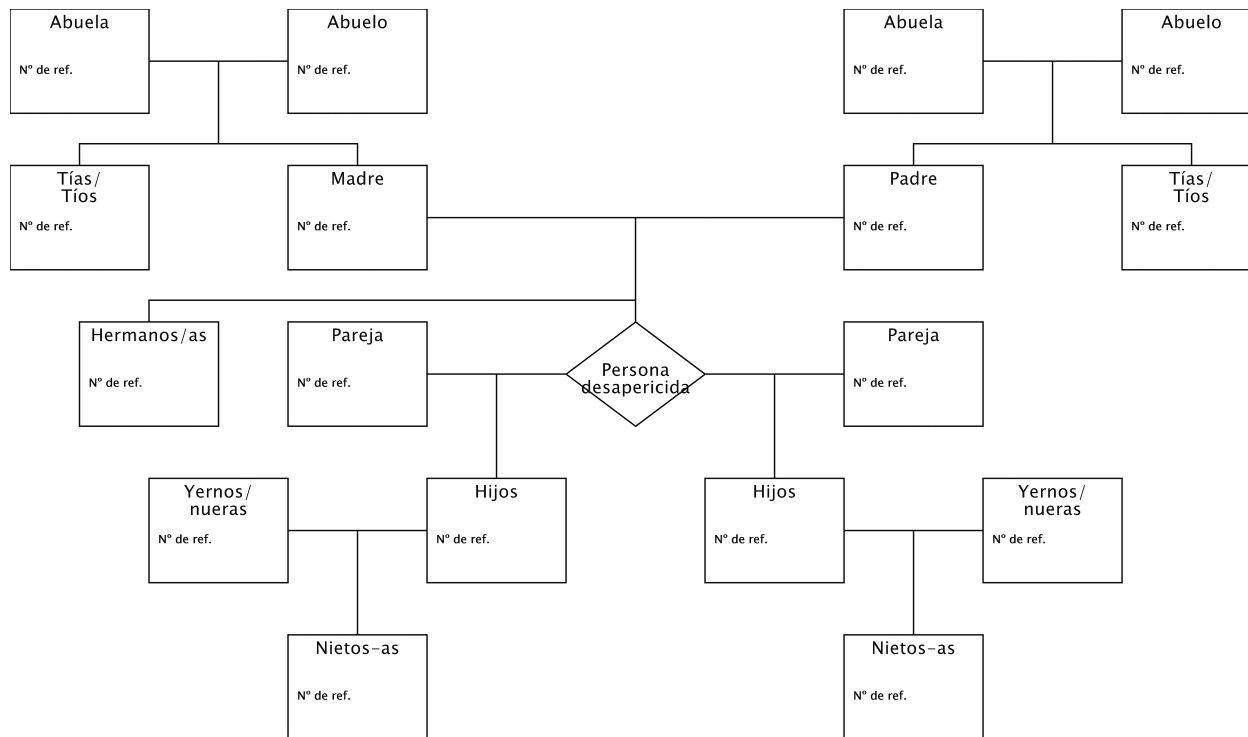 Abuela
Nº de ref.
Abuelo
Nº de ref.
Abuela
Nº de ref.
Abuelo
Nº de ref.
Tías/
Tíos
Nº de ref.
Madre
Nº de ref.
Padre
Nº de ref.
Tías/
Tíos
Nº de ref.
Hermanos/as
Nº de ref.
Pareja
Nº de ref.
Persona
desapericida
Pareja
Nº de ref.
Yernos/
nueras
Nº de ref.
Hijos
Nº de ref.
Hijos
Nº de ref.
Yernos/
nueras
Nº de ref.
Nietos-as
Nº de ref.
Nietos-as
Nº de ref.